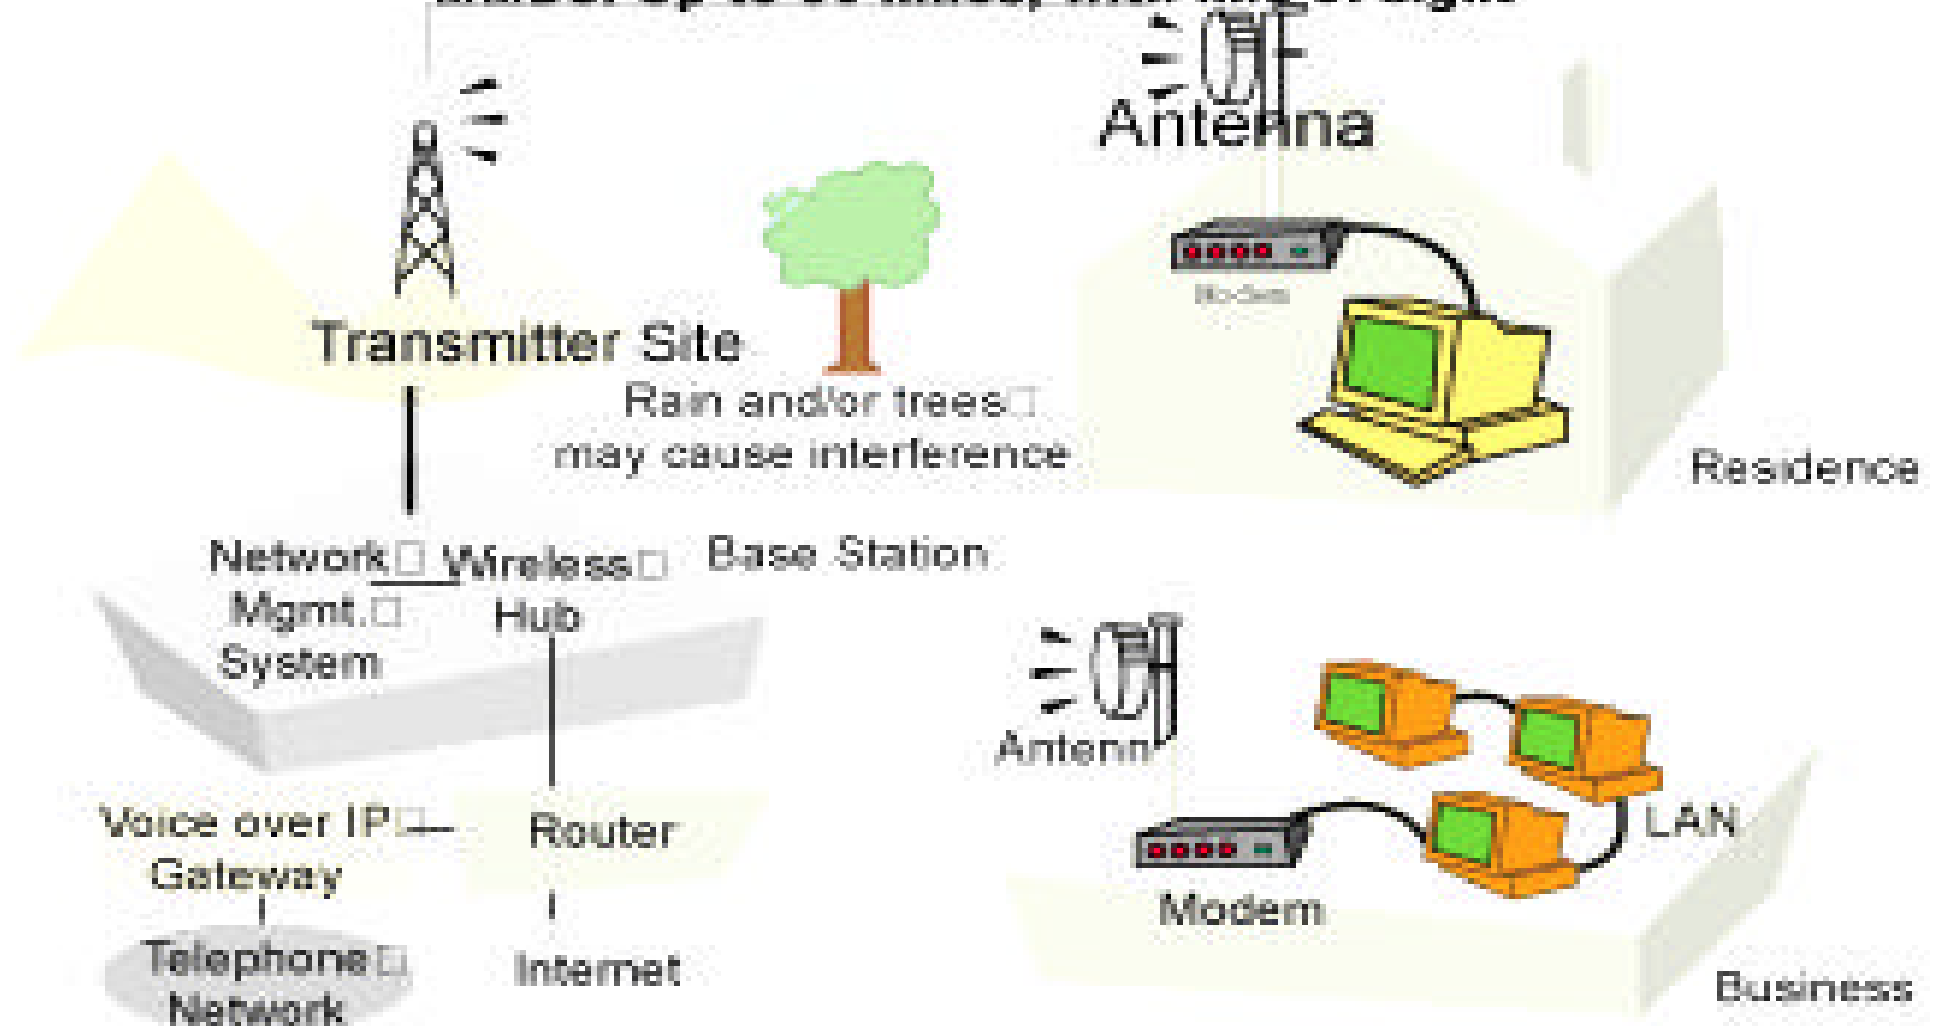 Antenna
Transmitter Site
Rain and/or trees
may cause interference
Modem
Residence
Network
Mgmt.
System
Wireless
Hub
Base Station
Antenn
LAN
Voice over IP
Gateway
Router
Modem
Telephone
Network
Internet
Business